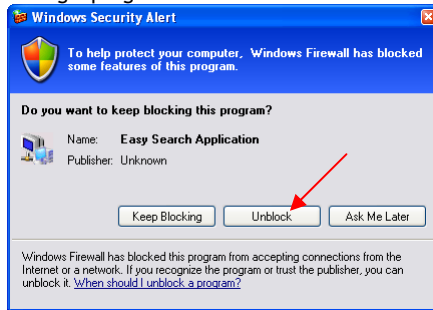 Windows Security Alert
To help protect your computer, Windows Firewall has blocked
some features of this program.
Do you want to keep blocking this program?
Name: Easy Search Application
Publisher: Unknown
Keep Blocking Unblock Ask Me Later
Windows Firewall has blocked this program from accepting connections from the
Internet or a network. If you recognize the program or trust the publisher, you can
unblock it. When should I unblock a program?